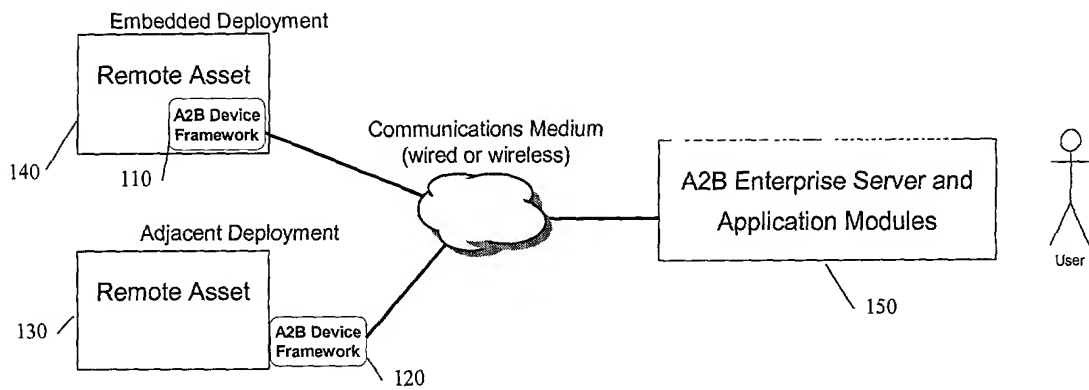 Embedded Deployment
Remote Asset
A2B Device
Framework
140
110
Communications Medium
(wired or wireless)
A2B Enterprise Server and
Application Modules
User
150
Adjacent Deployment
Remote Asset
130
A2B Device
Framework
120